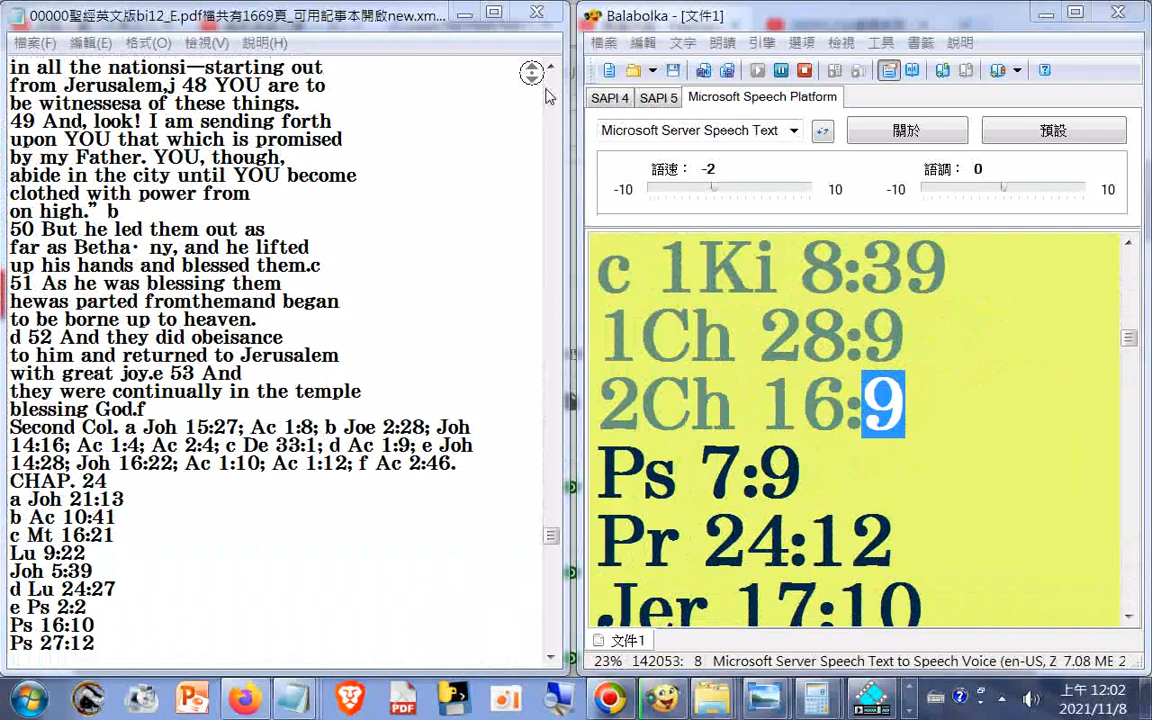 00000聖經英文版bi12_E.pdf檔共有1669頁_可用記事本開啟new.xm...
檔案(F) 編輯(E) 格式(O) 檢視(V) 說明(H)
in all the nationsi—starting out
from Jerusalem,j 48 YOU are to
be witnessesa of these things.
49 And, look! I am sending forth
upon YOU that which is promised
by my Father. YOU, though,
abide in the city until YOU become
clothed with power from
on high.” b
50 But he led them out as
far as Betha· ny, and he lifted
up his hands and blessed them.c
51 As he was blessing them
hewas parted fromthemand began
to be borne up to heaven.
d 52 And they did obeisance
to him and returned to Jerusalem
with great joy.e 53 And
they were continually in the temple
blessing God.f
Second Col. a Joh 15:27; Ac 1:8; b Joe 2:28; Joh
14:16; Ac 1:4; Ac 2:4; c De 33:1; d Ac 1:9; e Joh
14:28; Joh 16:22; Ac 1:10; Ac 1:12; f Ac 2:46.
CHAP. 24
a Joh 21:13
b Ac 10:41
c Mt 16:21
Lu 9:22
Joh 5:39
d Lu 24:27
e Ps 2:2
Ps 16:10
Ps 27:12
Balabolka - [文件1]
檔案 編輯 文字 朗讀 引擎 選項 檢視 工具 書籤 說明
SAPI 4 SAPI 5 Microsoft Speech Platform
Microsoft Server Speech Text 關於 預設
語速: -2 語調: 0
-10 10 -10 10
c 1Ki 8:39
1Ch 28:9
2Ch 16:9
Ps 7:9
Pr 24:12
Jer 17:10
文件1
23% 142053: 8 Microsoft Server Speech Text to Speech Voice (en-US, Z 7.08 ME 2
PDF
上午 12:02
2021/11/8